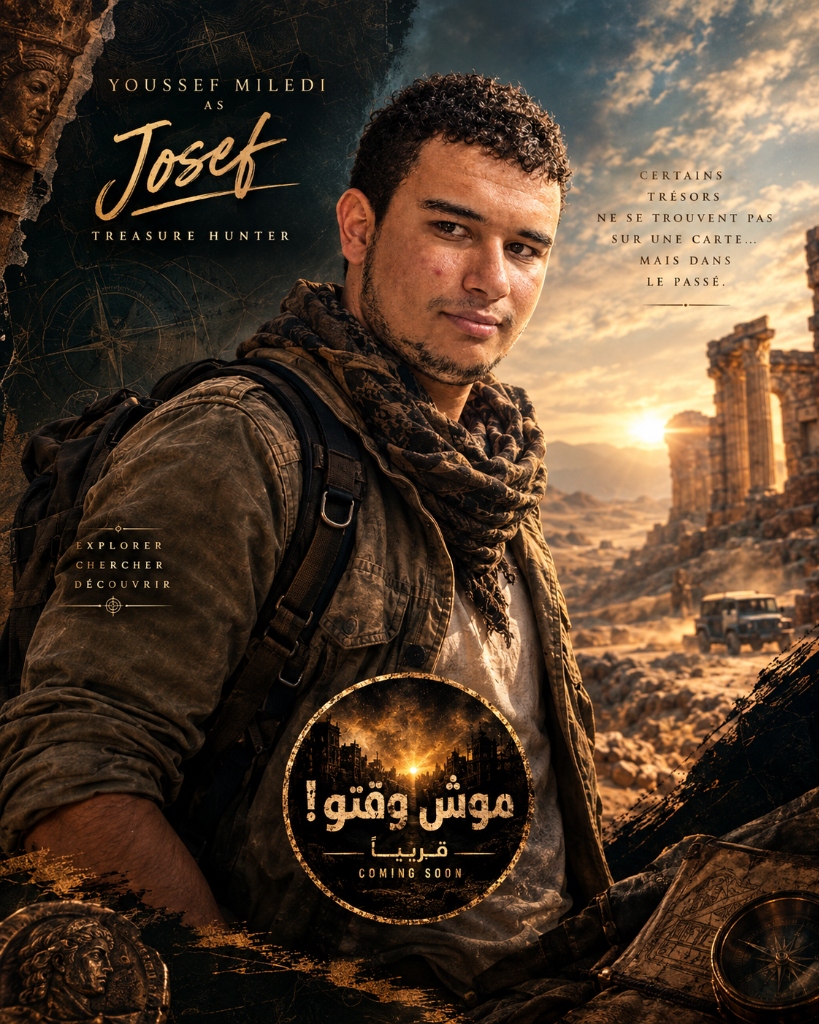 YOUSSEF MILEDI
AS
Josef
TREASURE HUNTER
CERTAINS
TRÉSORS
NE SE TROUVENT PAS
SUR UNE CARTE...
MAIS DANS
LE PASSÉ.
EXPLORER
CHERCHER
DÉCOUVRIR
موش وقتو!
قريبـاً
COMING SOON